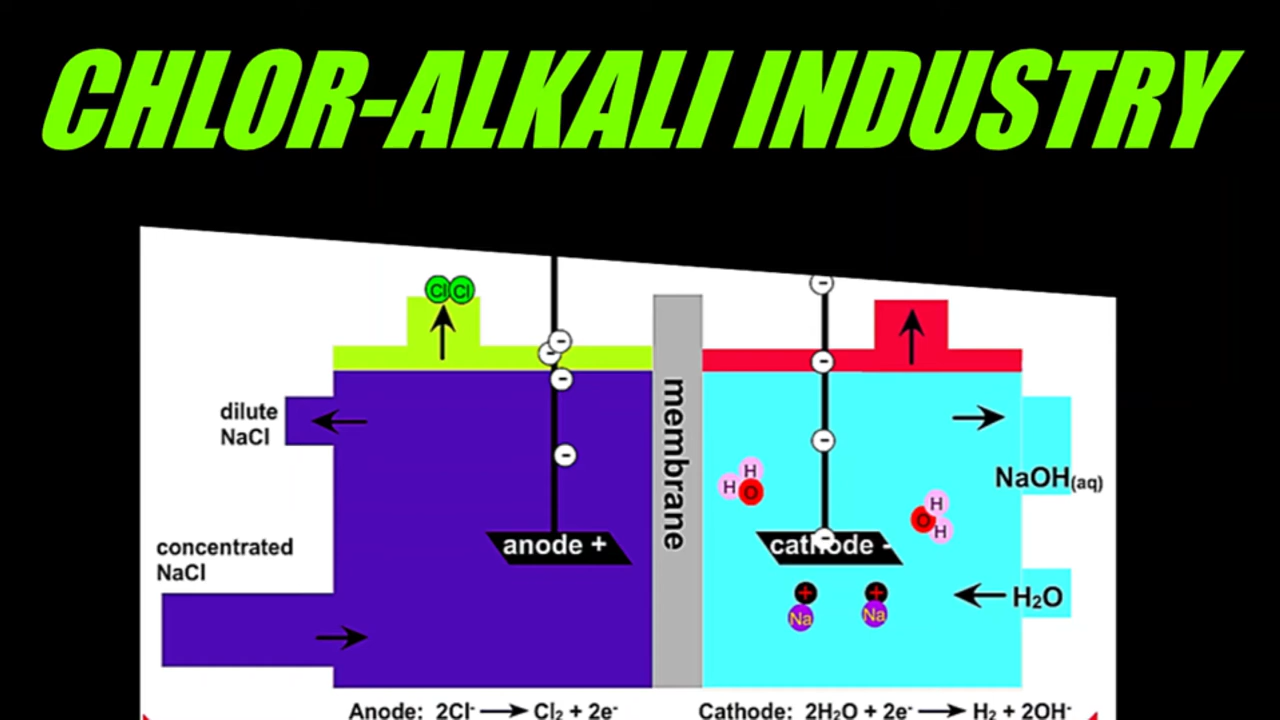 CHLOR-ALKALI INDUSTRY
Cl Cl
dilute
NaCl
membrane
H
H O
H
O H
NaOH(aq)
anode +
cathode -
concentrated
NaCl
+ +
Na Na
H₂O
Anode: 2Cl⁻ → Cl₂ + 2e⁻
Cathode: 2H₂O + 2e⁻ → H₂ + 2OH⁻